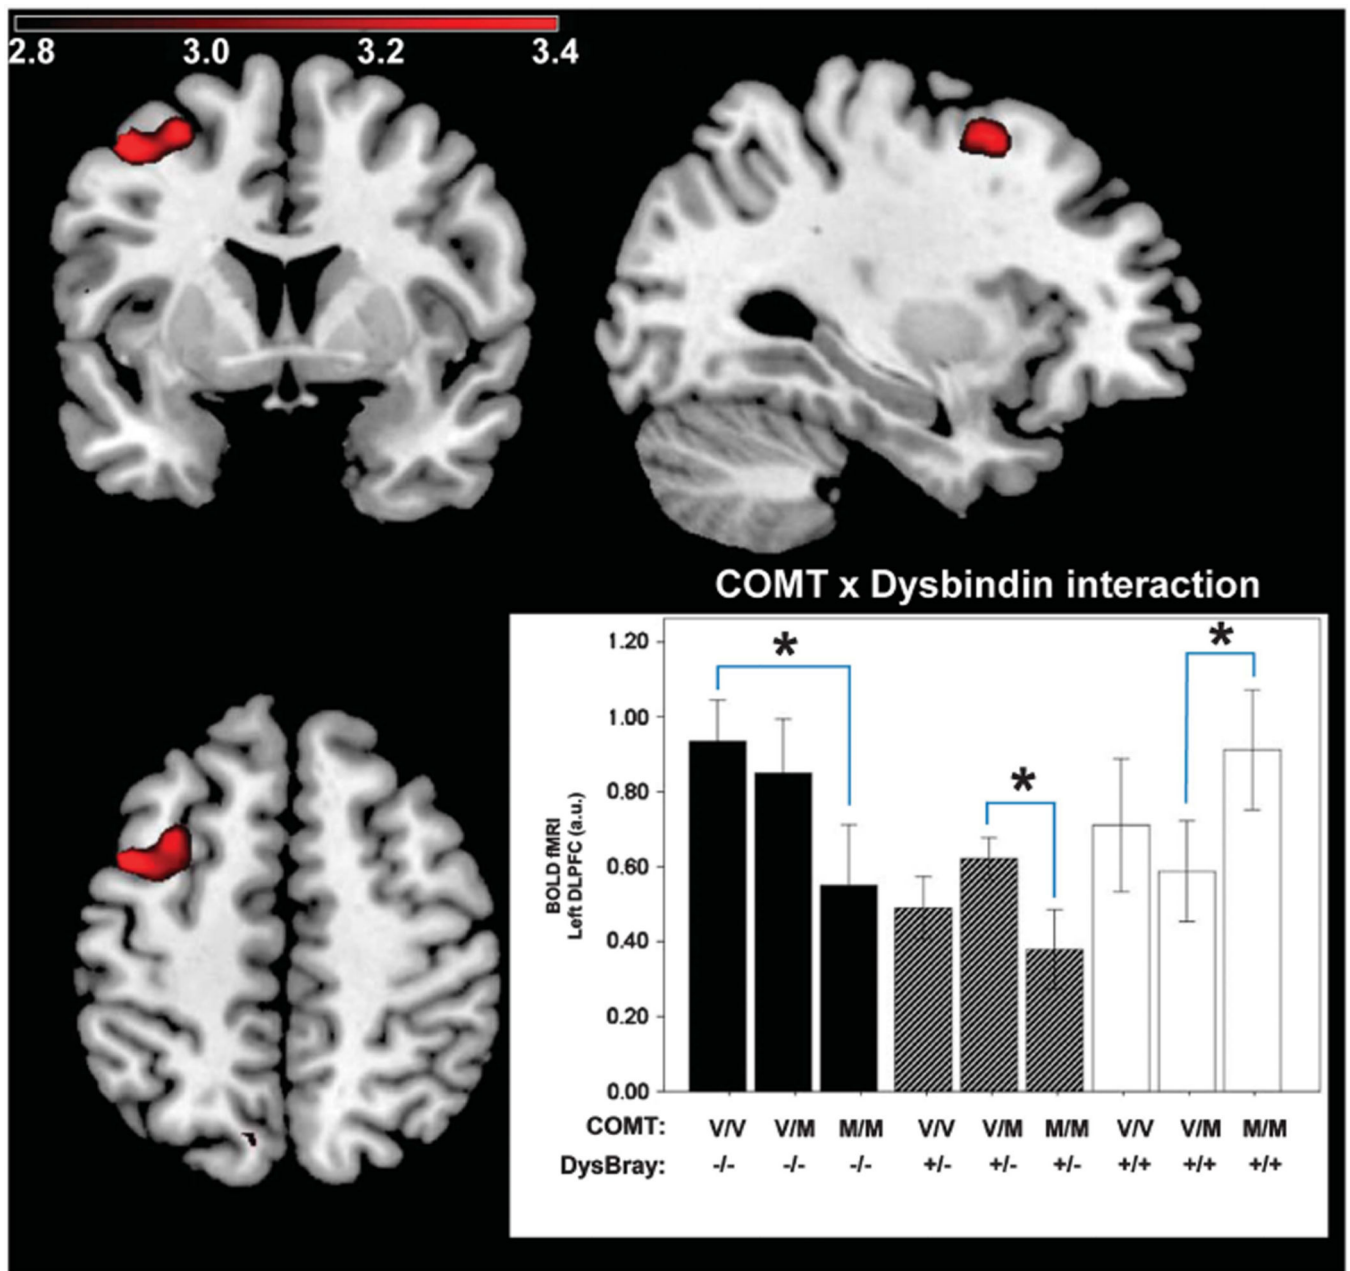 2.8 3.0 3.2 3.4
COMT x Dysbindin interaction
* * *
1.20
1.00
0.80
0.60
0.40
0.20
0.00
BOLD fMRI
Left DLPFC (a.u.)
COMT: V/V V/M M/M V/V V/M M/M V/V V/M M/M
DysBray: -/- -/- -/- +/- +/- +/- +/+ +/+ +/+